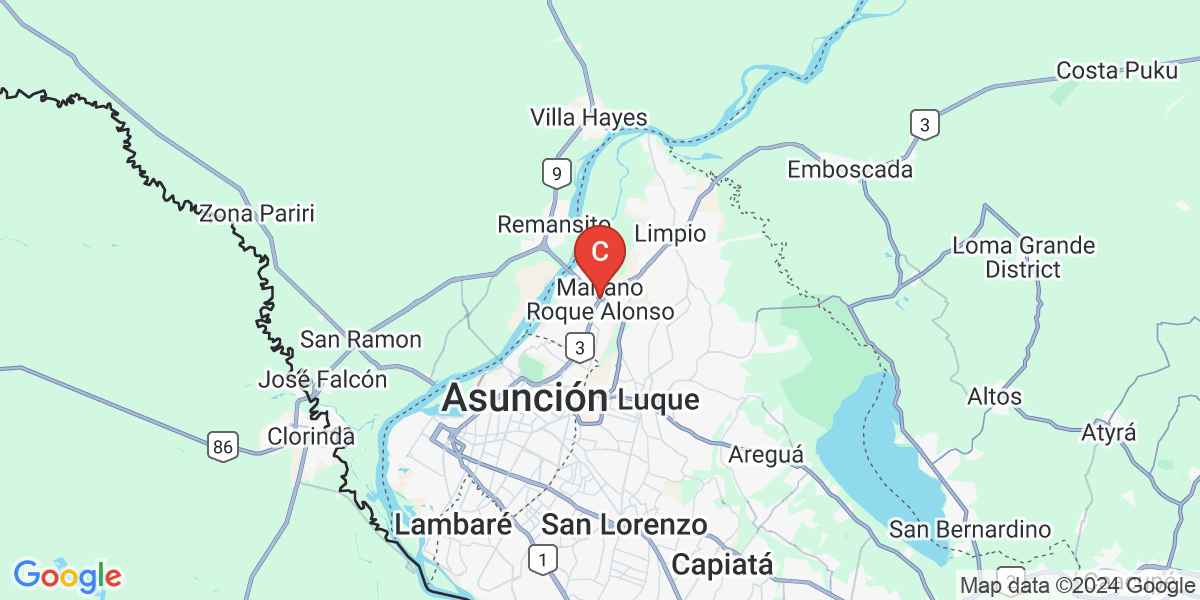 Costa Puku
Villa Hayes
3
Emboscada
9
Zona Pariri
Remansito
Limpio
C
Loma Grande
District
Mariano
Roque Alonso
San Ramon
3
José Falcón
Asunción
Luque
Altos
Clorinda
86
Atyrá
Areguá
Lambaré
San Lorenzo
San Bernardino
1
Capiatá
Google
Map data ©2024 Google